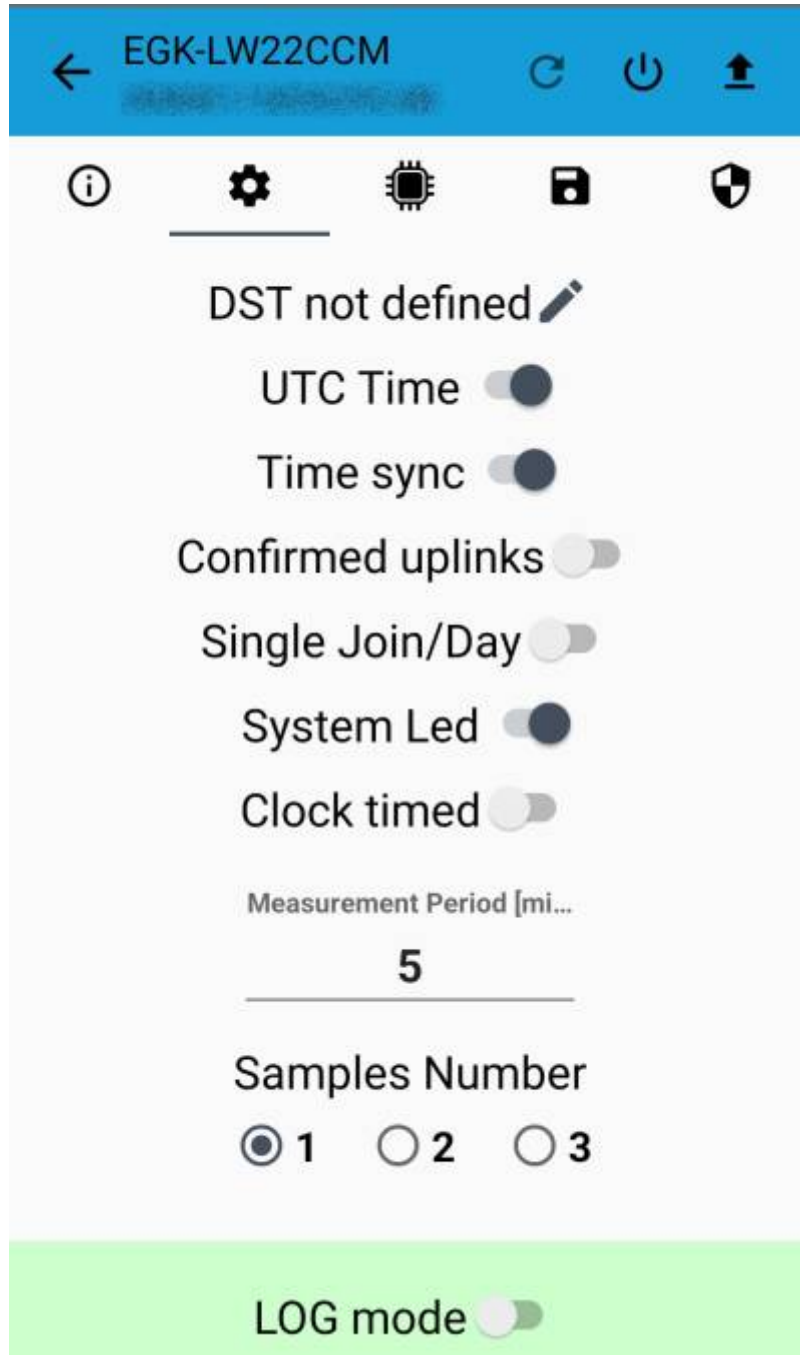 EGK-LW22CCM
DST not defined
UTC Time
Time sync
Confirmed uplinks
Single Join/Day
System Led
Clock timed
Measurement Period [mi...
5
Samples Number
1 2 3
LOG mode